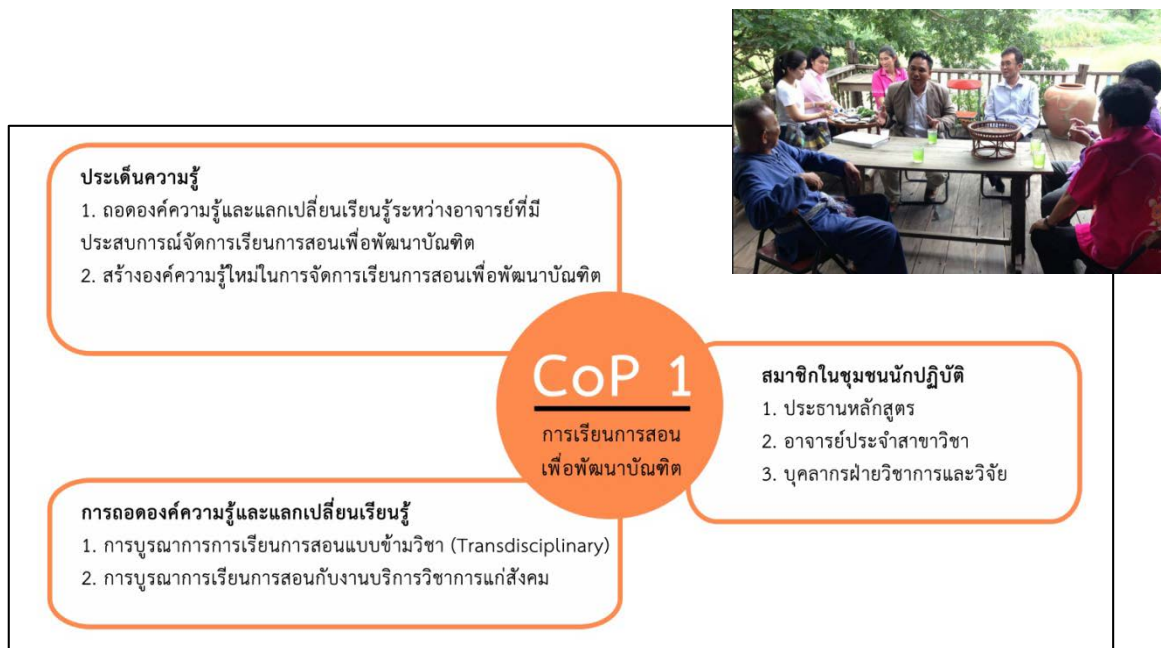 ประเด็นความรู้
1. ถอดองค์ความรู้และแลกเปลี่ยนเรียนรู้ระหว่างอาจารย์ที่มี
ประสบการณ์จัดการเรียนการสอนเพื่อพัฒนาบัณฑิต
2. สร้างองค์ความรู้ใหม่ในการจัดการเรียนการสอนเพื่อพัฒนาบัณฑิต
CoP 1
การเรียนการสอน
เพื่อพัฒนาบัณฑิต
สมาชิกในชุมชนนักปฏิบัติ
1. ประธานหลักสูตร
2. อาจารย์ประจำสาขาวิชา
3. บุคลากรฝ่ายวิชาการและวิจัย
การถอดองค์ความรู้และแลกเปลี่ยนเรียนรู้
1. การบูรณาการการเรียนการสอนแบบข้ามวิชา (Transdisciplinary)
2. การบูรณาการเรียนการสอนกับงานบริการวิชาการแก่สังคม